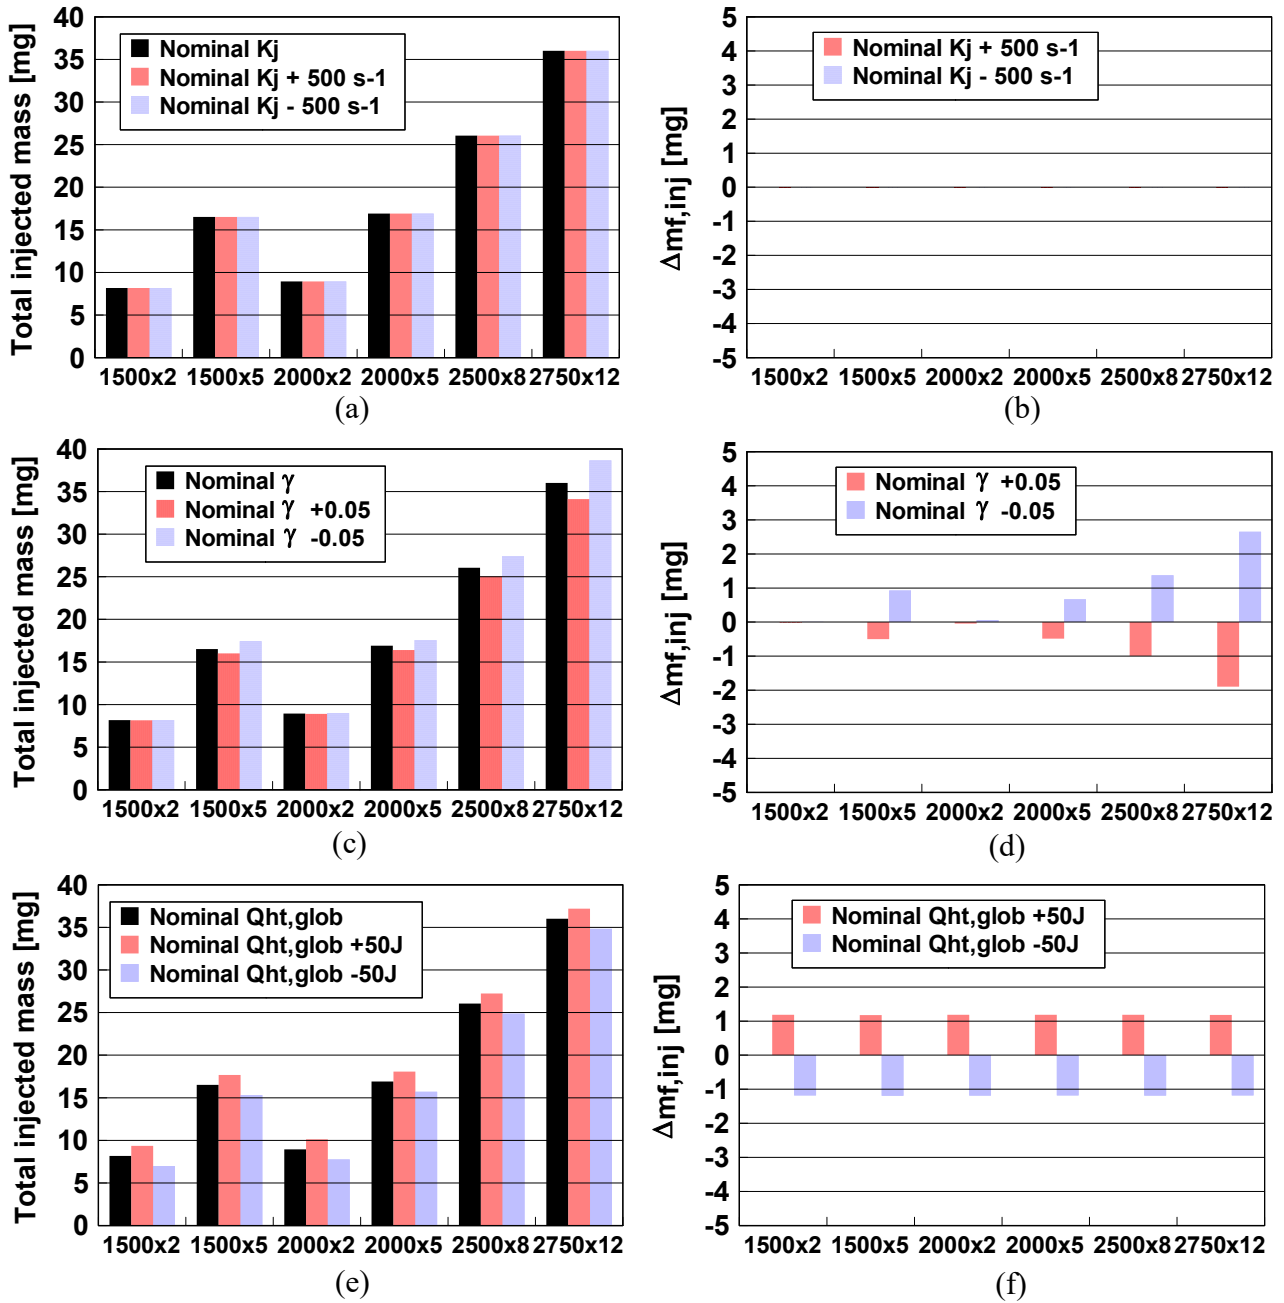 Total injected mass [mg]
40
35
30
25
20
15
10
5
0
Nominal Kj
Nominal Kj + 500 s-1
Nominal Kj - 500 s-1
1500x2 1500x5 2000x2 2000x5 2500x8 2750x12
(a)
Δmf,inj [mg]
5
4
3
2
1
0
-1
-2
-3
-4
-5
Nominal Kj + 500 s-1
Nominal Kj - 500 s-1
1500x2 1500x5 2000x2 2000x5 2500x8 2750x12
(b)
Total injected mass [mg]
40
35
30
25
20
15
10
5
0
Nominal γ
Nominal γ +0.05
Nominal γ -0.05
1500x2 1500x5 2000x2 2000x5 2500x8 2750x12
(c)
Δmf,inj [mg]
5
4
3
2
1
0
-1
-2
-3
-4
-5
Nominal γ +0.05
Nominal γ -0.05
1500x2 1500x5 2000x2 2000x5 2500x8 2750x12
(d)
Total injected mass [mg]
40
35
30
25
20
15
10
5
0
Nominal Qht,glob
Nominal Qht,glob +50J
Nominal Qht,glob -50J
1500x2 1500x5 2000x2 2000x5 2500x8 2750x12
(e)
Δmf,inj [mg]
5
4
3
2
1
0
-1
-2
-3
-4
-5
Nominal Qht,glob +50J
Nominal Qht,glob -50J
1500x2 1500x5 2000x2 2000x5 2500x8 2750x12
(f)